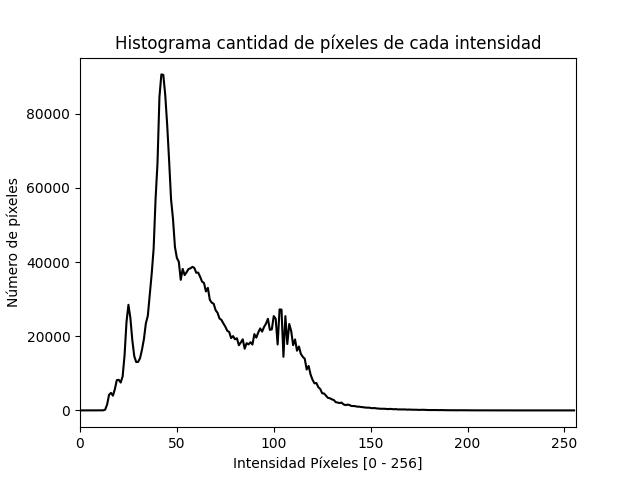 Histograma cantidad de píxeles de cada intensidad
Número de píxeles
80000
60000
40000
20000
0
0 50 100 150 200 250
Intensidad Píxeles [0 - 256]